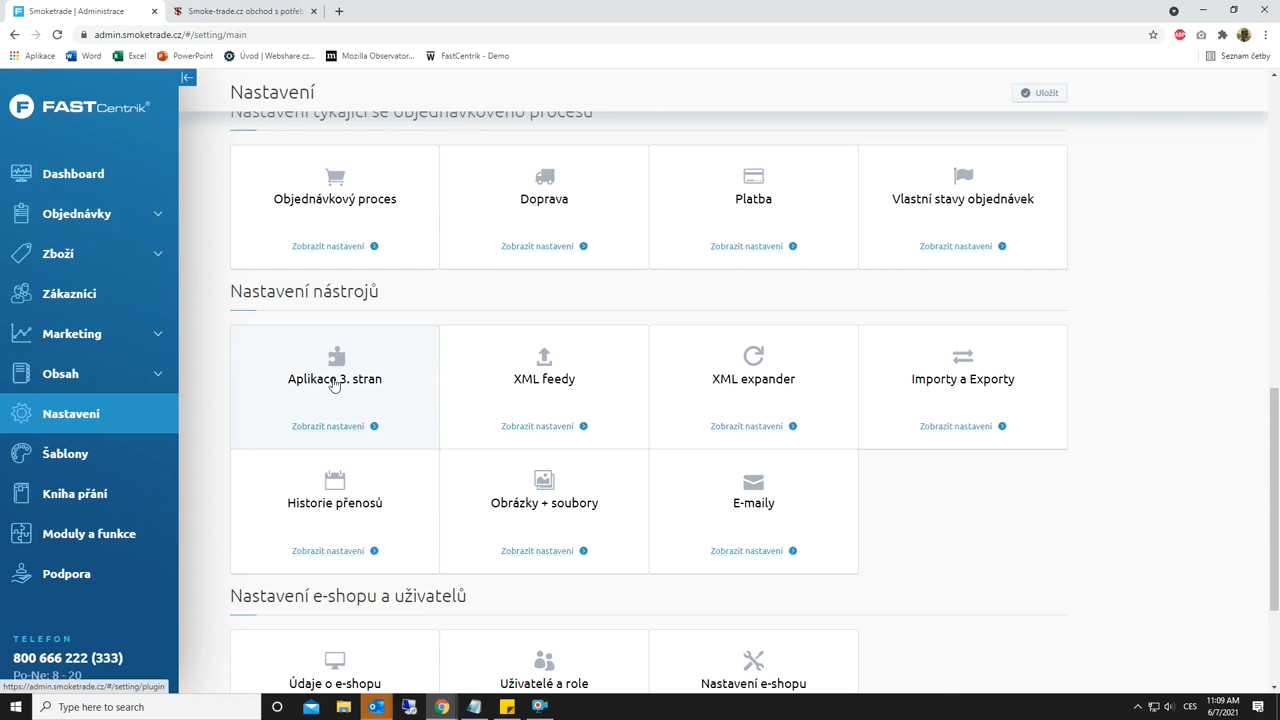 Smoketrade | Administrace
Smoke-trade.cz obchod s potřeb
admin.smoketrade.cz/#/setting/main
Aplikace
Word
Excel
PowerPoint
Úvod | Webshare.cz...
Mozilla Observator...
FastCentrik - Demo
Seznam četby
FASTCentrik®
Dashboard
Objednávky
Zboží
Zákazníci
Marketing
Obsah
Nastavení
Šablony
Kniha přání
Moduly a funkce
Podpora
TELEFON
800 666 222 (333)
Po-Ne: 8 - 20
https://admin.smoketrade.cz/#/setting/plugin
Nastavení
Uložit
Nastavení týkající se objednávkového procesu
Objednávkový proces
Zobrazit nastavení
Doprava
Zobrazit nastavení
Platba
Zobrazit nastavení
Vlastní stavy objednávek
Zobrazit nastavení
Nastavení nástrojů
Aplikace 3. stran
Zobrazit nastavení
XML feedy
Zobrazit nastavení
XML expander
Zobrazit nastavení
Importy a Exporty
Zobrazit nastavení
Historie přenosů
Zobrazit nastavení
Obrázky + soubory
Zobrazit nastavení
E-maily
Zobrazit nastavení
Nastavení e-shopu a uživatelů
Údaje o e-shopu
Uživatelé a role
Nastavení e-shopu
Type here to search
CES
11:09 AM
6/7/2021